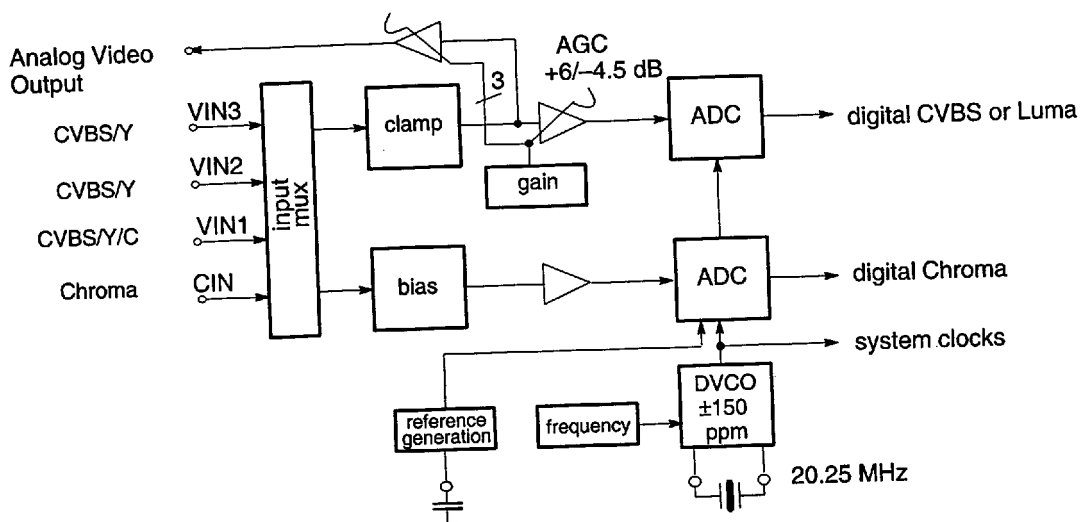 Analog Video
Output
AGC
+6/–4.5 dB
3
VIN3
CVBS/Y
VIN2
CVBS/Y
VIN1
CVBS/Y/C
CIN
Chroma
input
mux
clamp
gain
ADC
digital CVBS or Luma
bias
ADC
digital Chroma
system clocks
reference
generation
frequency
DVCO
±150
ppm
20.25 MHz